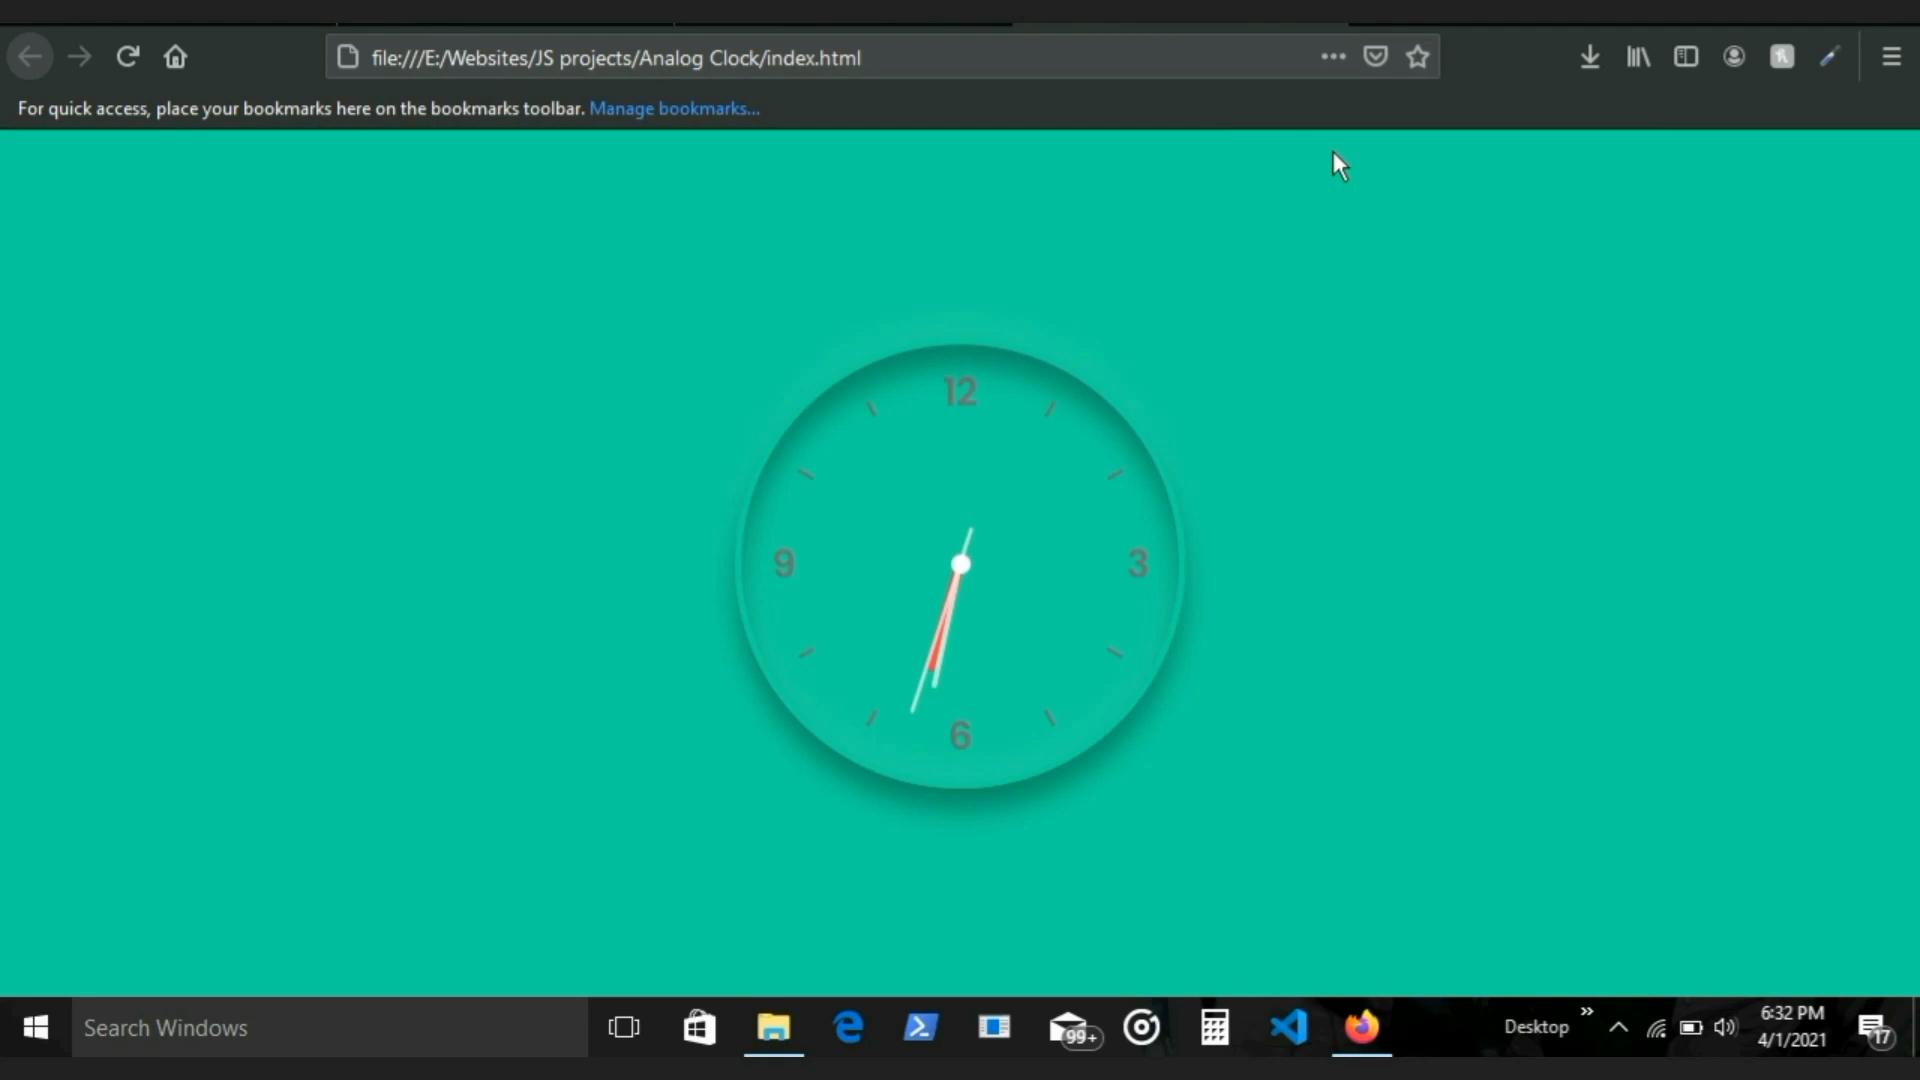 file:///E:/Websites/JS projects/Analog Clock/index.html
For quick access, place your bookmarks here on the bookmarks toolbar. Manage bookmarks...
12
9
3
6
Search Windows
99+
Desktop
6:32 PM
4/1/2021
17